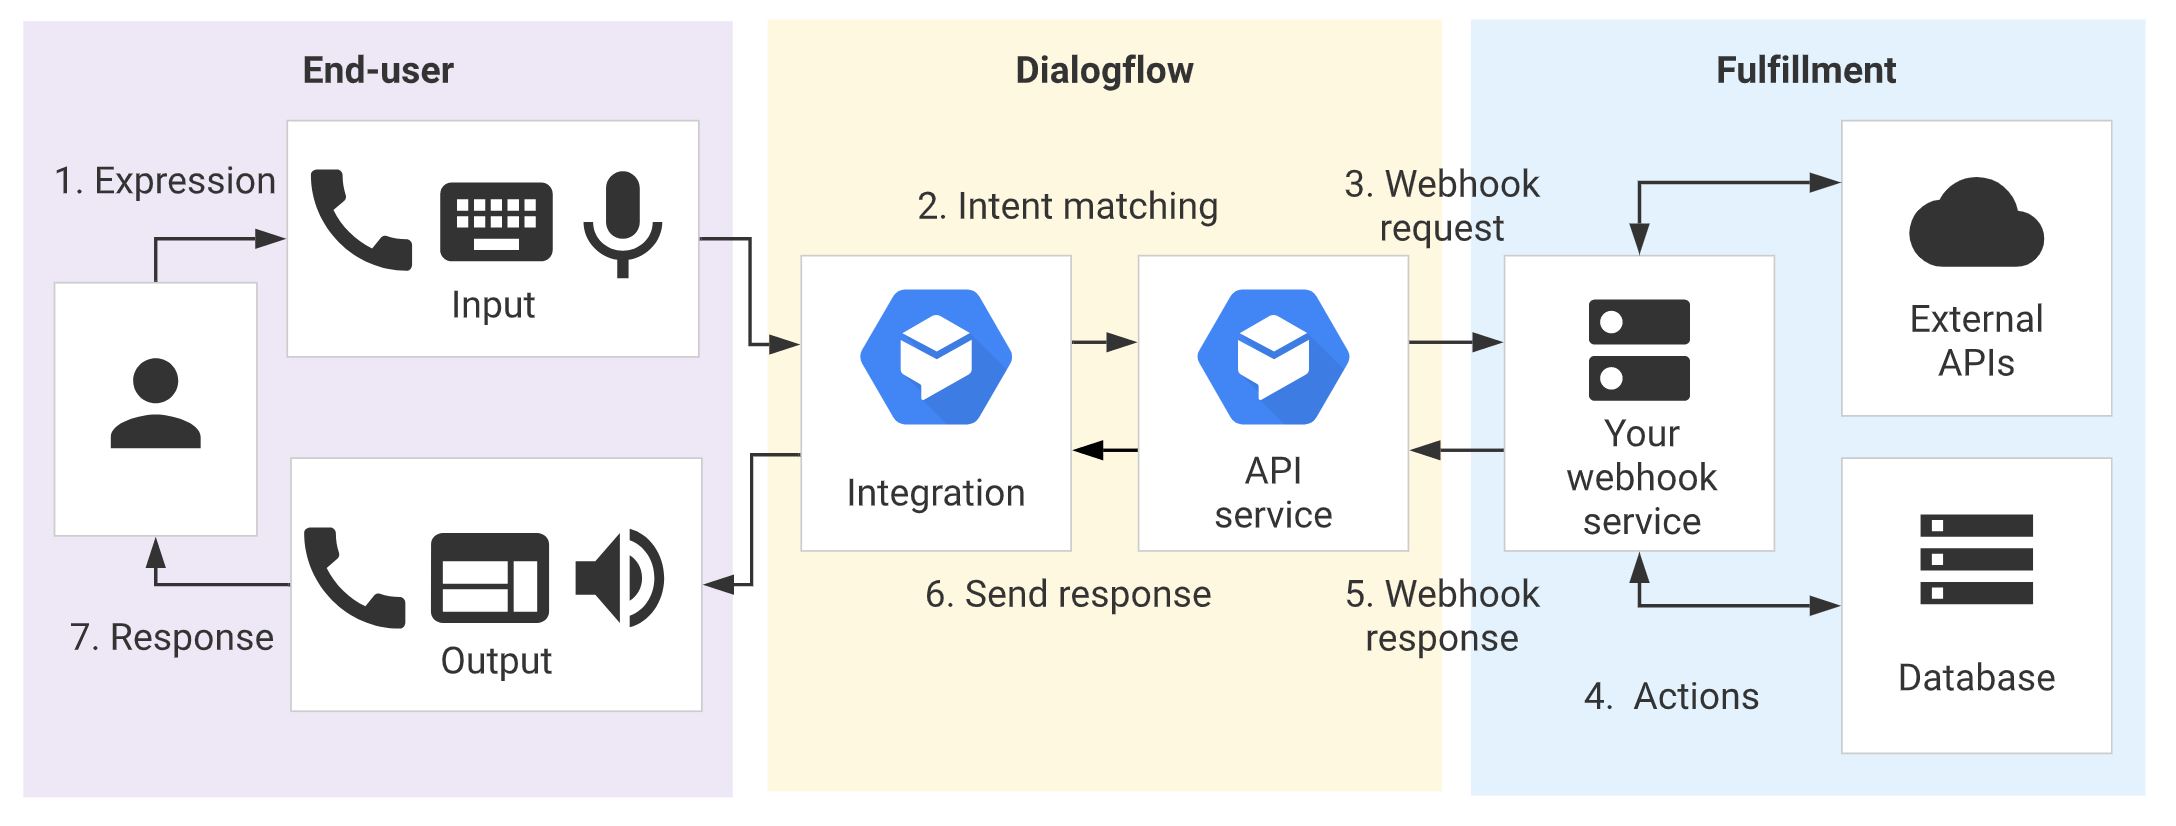 End-user
Dialogflow
Fulfillment
1. Expression
Input
2. Intent matching
3. Webhook
request
External
APIs
Integration
API
service
Your
webhook
service
6. Send response
5. Webhook
response
7. Response
Output
4. Actions
Database